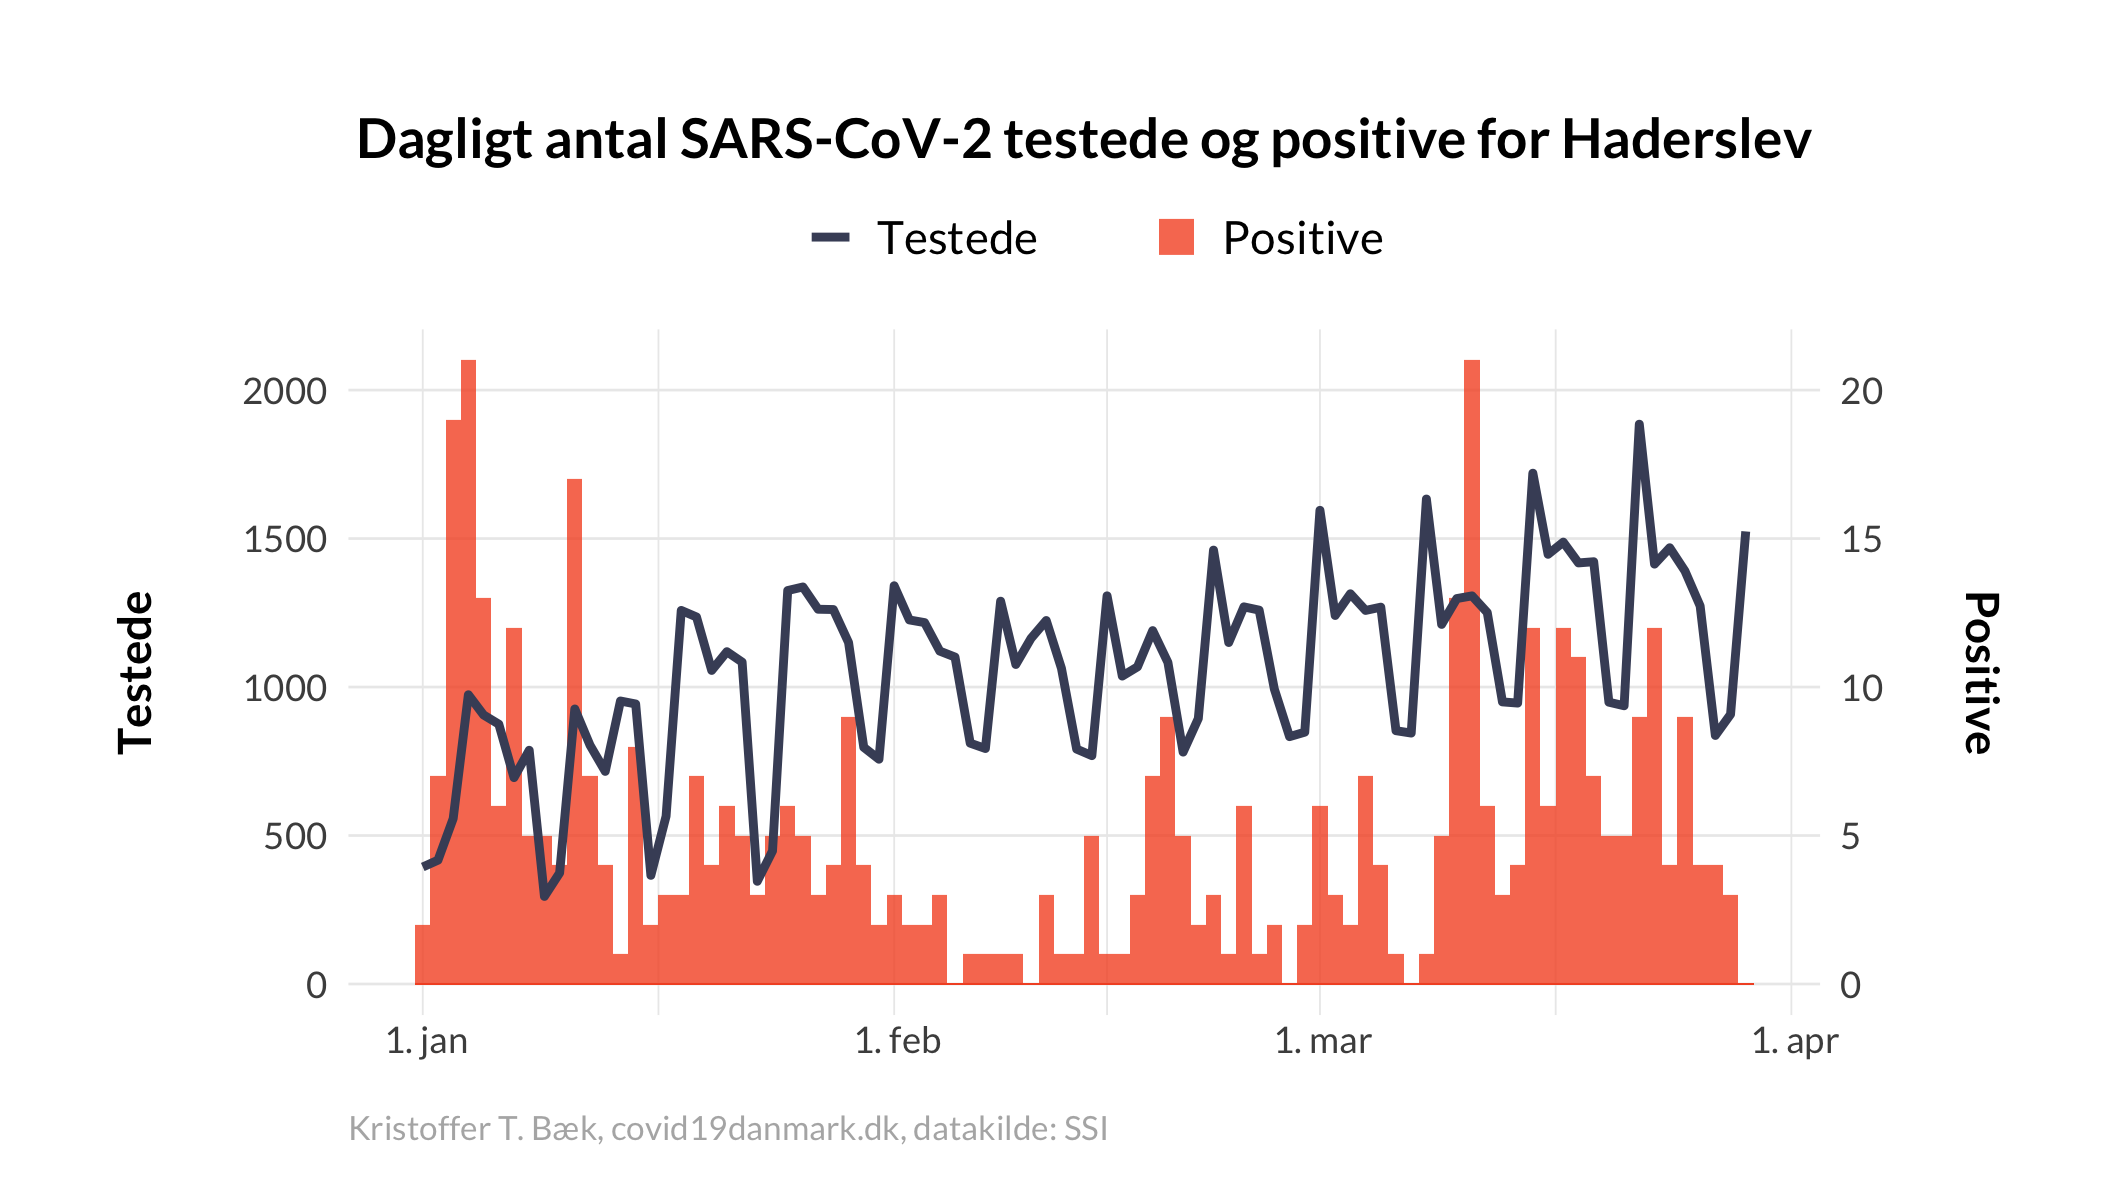 Dagligt antal SARS-CoV-2 testede og positive for Haderslev
Testede
Positive
2000
1500
1000
500
0
20
15
10
5
0
Testede
Positive
1. jan
1. feb
1. mar
1. apr
Kristoffer T. Bæk, covid19danmark.dk, datakilde: SSI